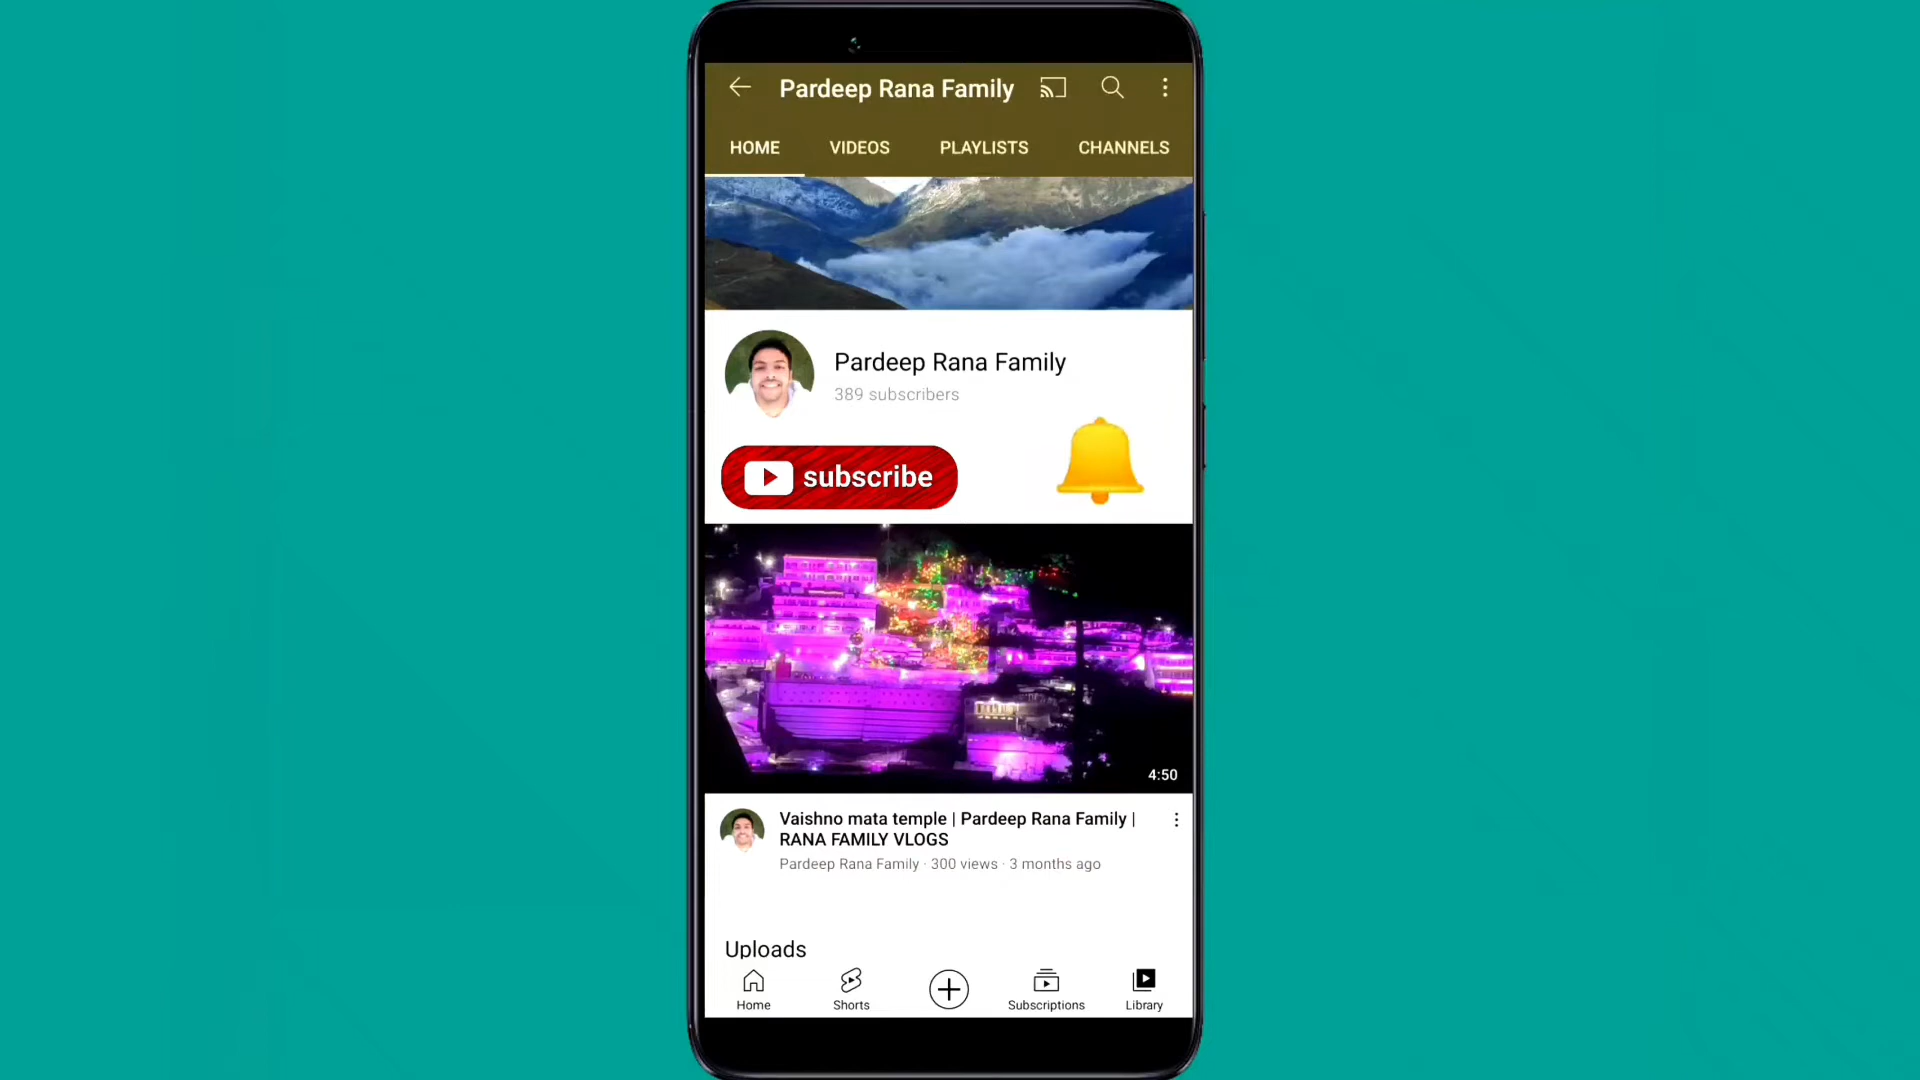 Pardeep Rana Family
HOME VIDEOS PLAYLISTS CHANNELS
Pardeep Rana Family
389 subscribers
subscribe
4:50
Vaishno mata temple | Pardeep Rana Family |
RANA FAMILY VLOGS
Pardeep Rana Family · 300 views · 3 months ago
Uploads
Home Shorts Subscriptions Library